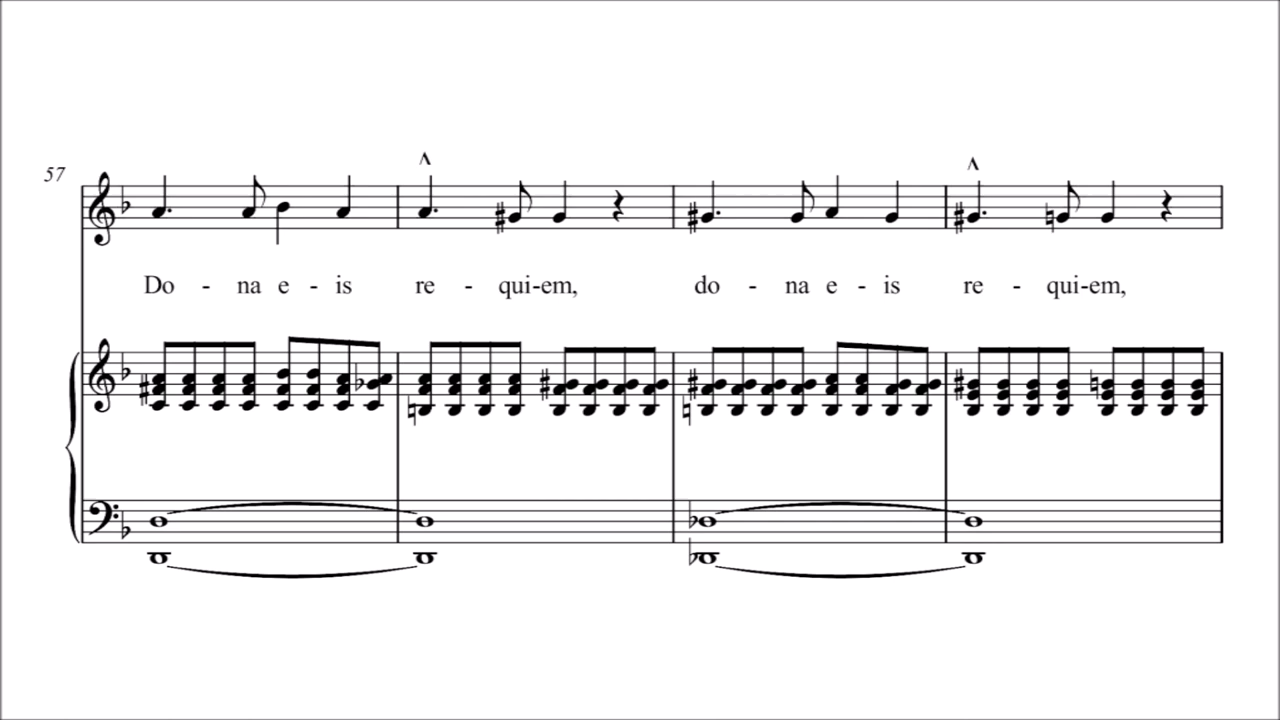 57
Do - na e - is re - qui-em, do - na e - is re - qui-em,